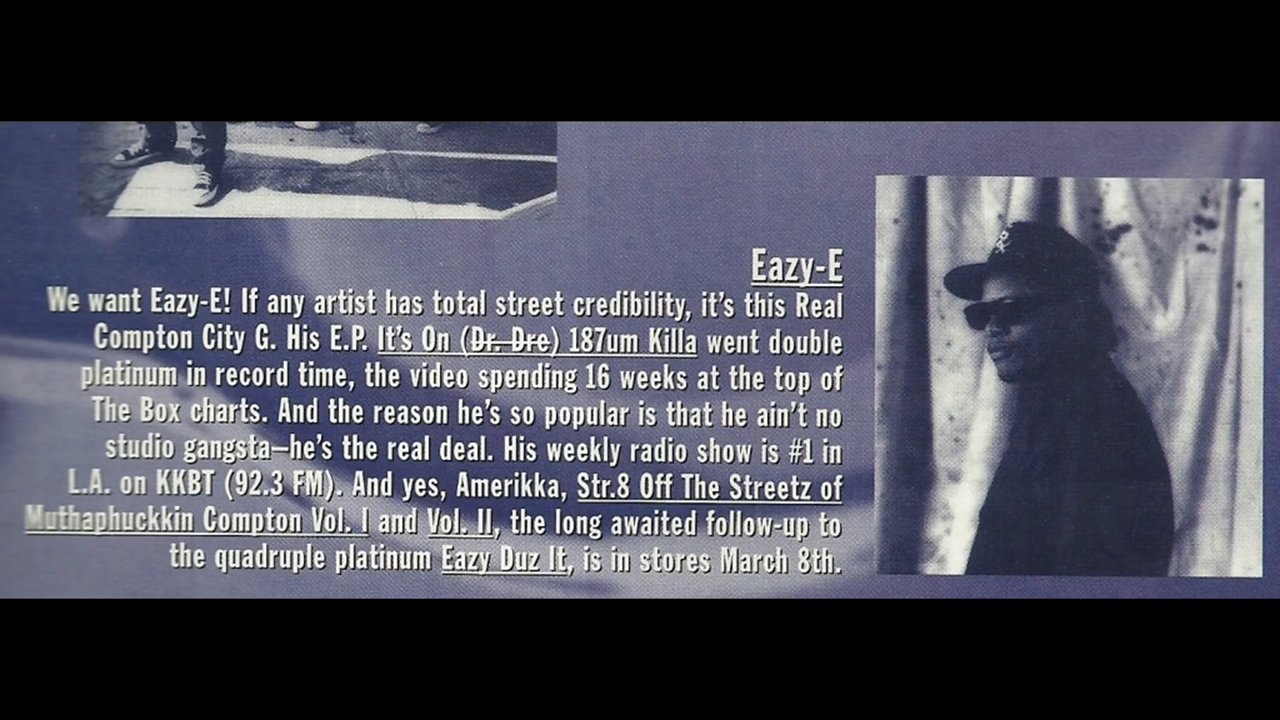 Eazy-E
We want Eazy-E! If any artist has total street credibility, it's this Real
Compton City G. His E.P. It's On (Dr. Dre) 187um Killa went double
platinum in record time, the video spending 16 weeks at the top of
The Box charts. And the reason he's so popular is that he ain't no
studio gangsta—he's the real deal. His weekly radio show is #1 in
L.A. on KKBT (92.3 FM). And yes, Amerikka, Str.8 Off The Streetz of
Muthaphuckkin Compton Vol. I and Vol. II, the long awaited follow-up to
the quadruple platinum Eazy Duz It, is in stores March 8th.